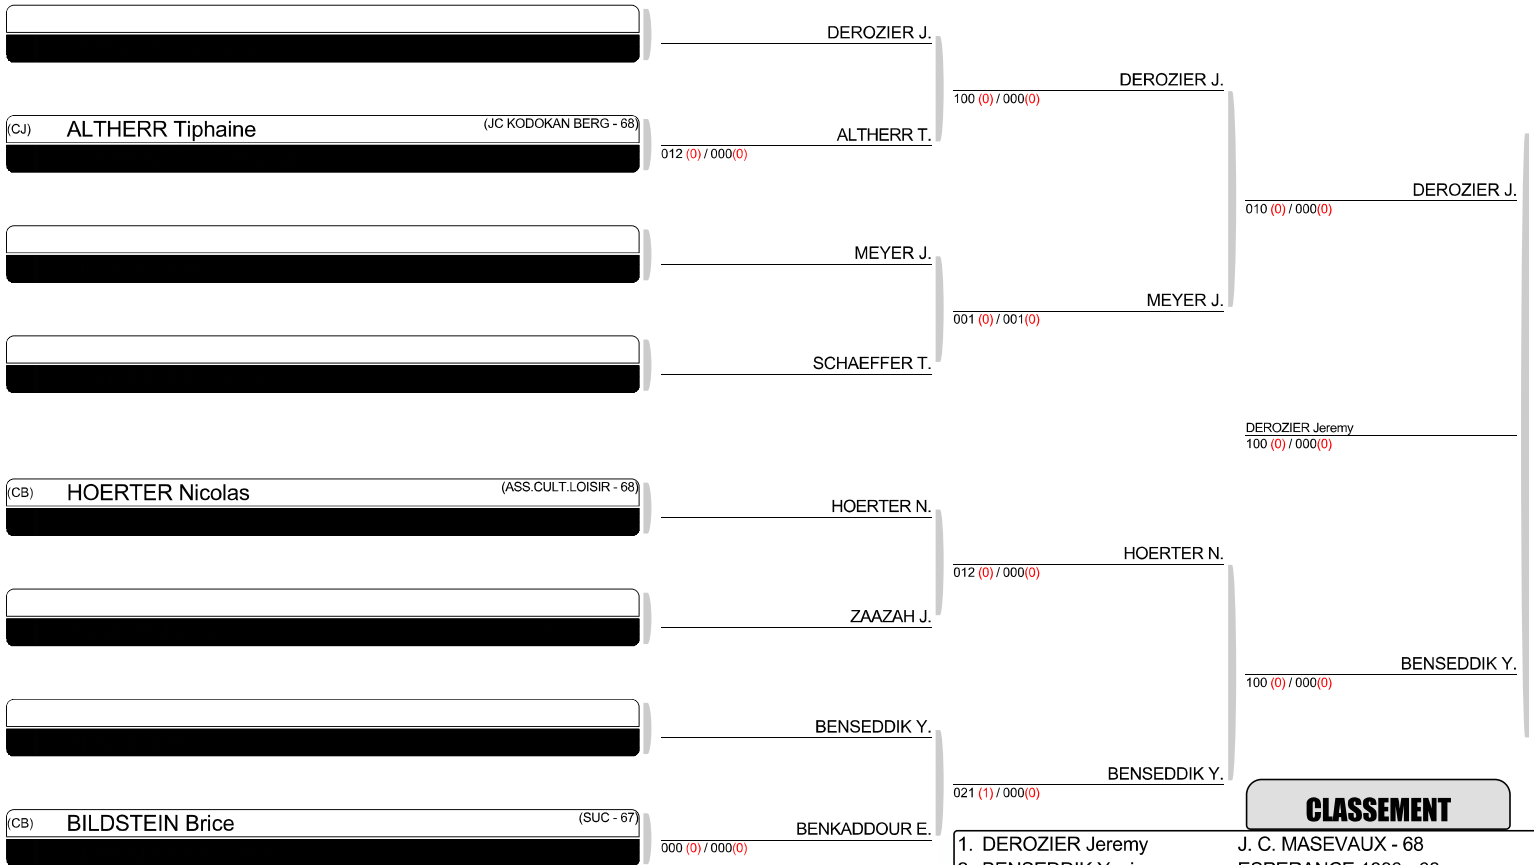 DEROZIER J.
DEROZIER J.
100 (0) / 000(0)
(CJ) ALTHERR Tiphaine (JC KODOKAN BERG - 68)
ALTHERR T.
012 (0) / 000(0)
DEROZIER J.
010 (0) / 000(0)
MEYER J.
MEYER J.
001 (0) / 001(0)
SCHAEFFER T.
DEROZIER Jeremy
100 (0) / 000(0)
(CB) HOERTER Nicolas (ASS.CULT.LOISIR - 68)
HOERTER N.
HOERTER N.
012 (0) / 000(0)
ZAAZAH J.
BENSEDDIK Y.
100 (0) / 000(0)
BENSEDDIK Y.
BENSEDDIK Y.
021 (1) / 000(0)
CLASSEMENT
(CB) BILDSTEIN Brice (SUC - 67)
BENKADDOUR E.
000 (0) / 000(0)
1. DEROZIER Jeremy J. C. MASEVAUX - 68